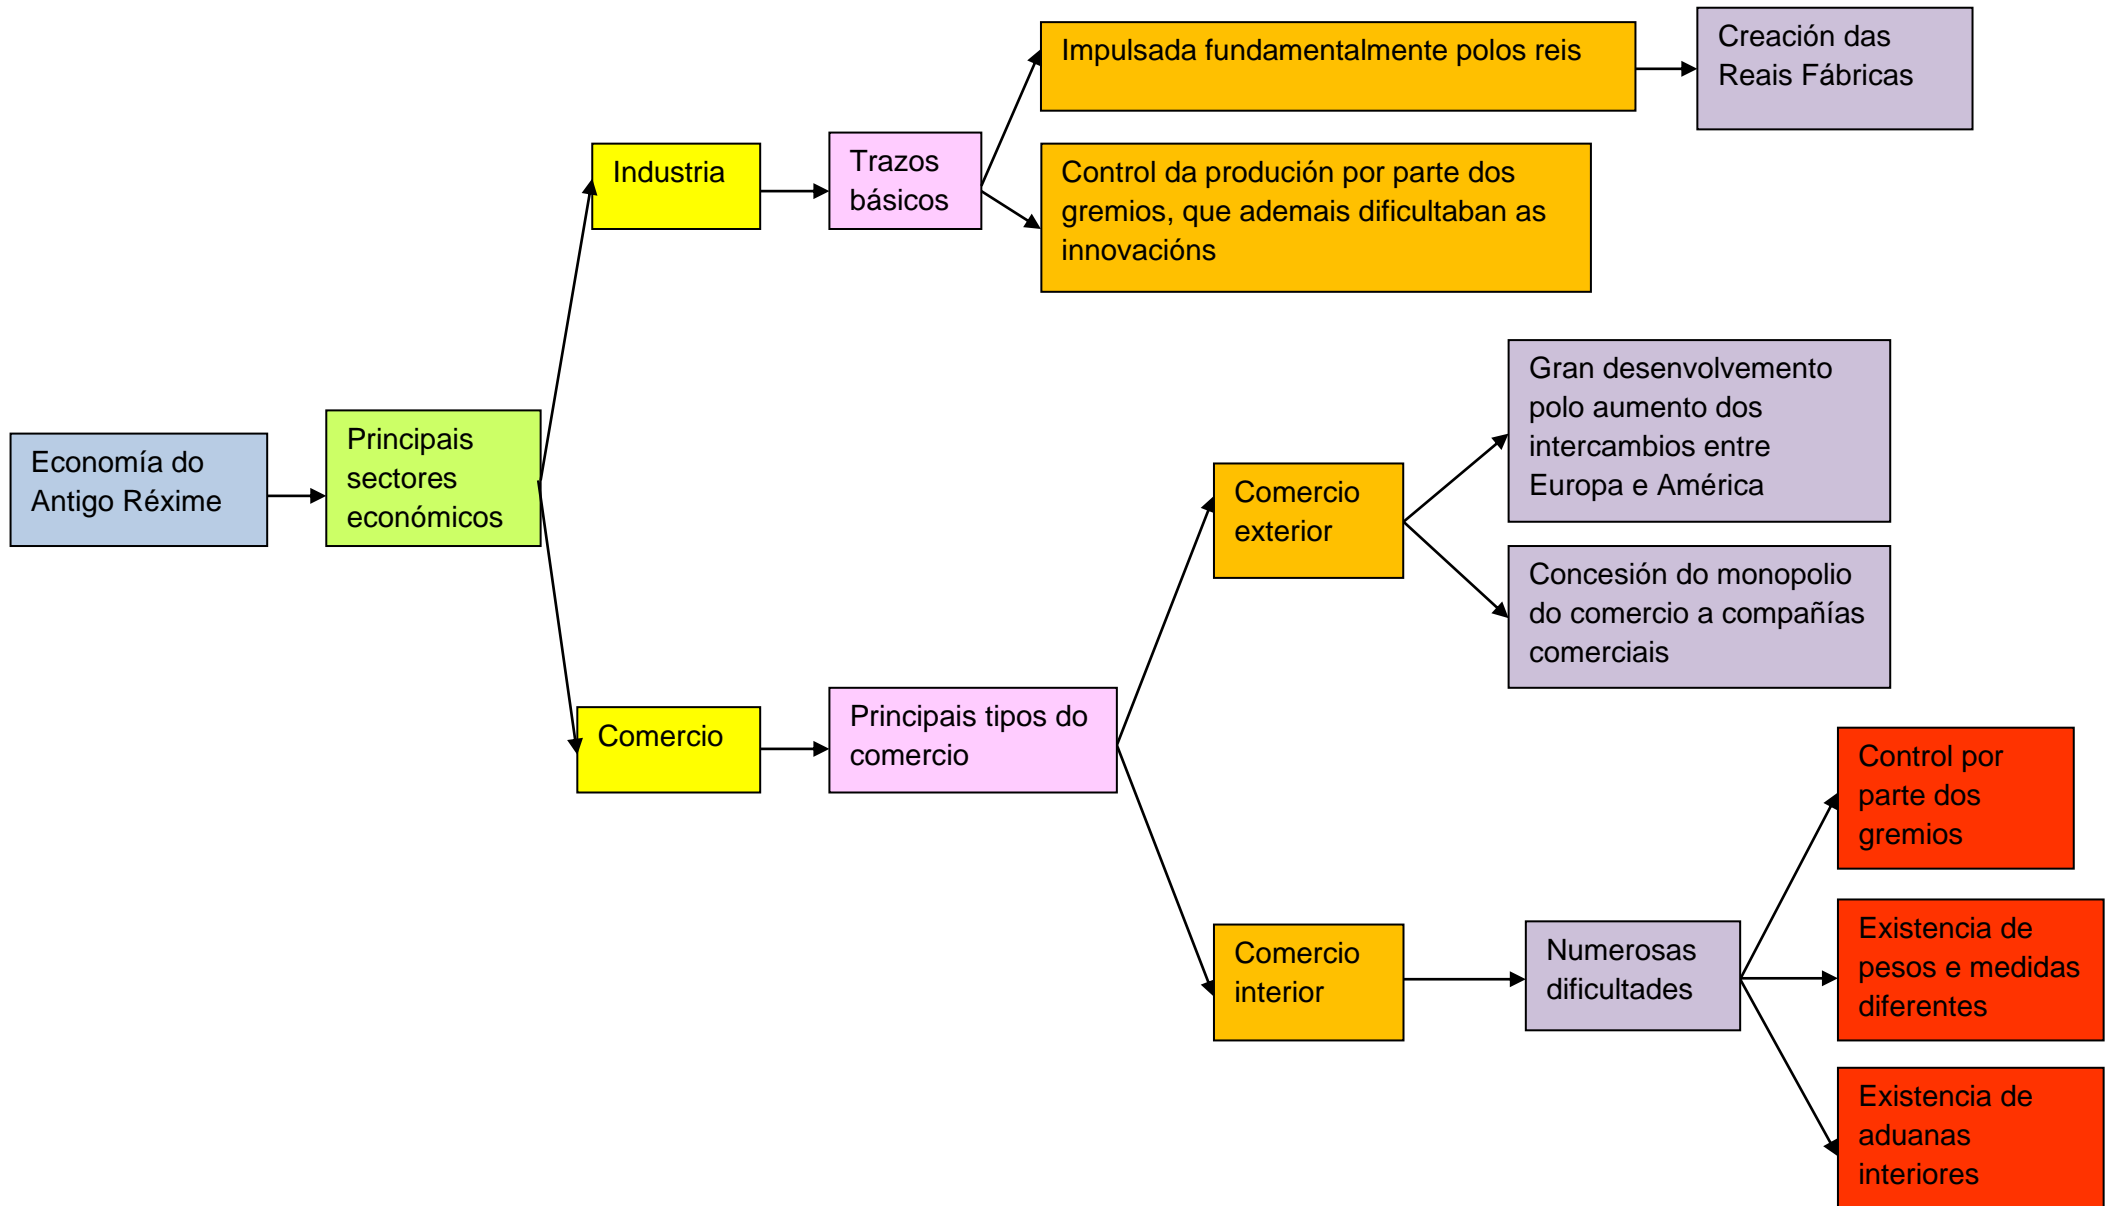 Economía do
Antigo Réxime
Principais
sectores
económicos
Industria
Trazos
básicos
Impulsada fundamentalmente polos reis
Creación das
Reais Fábricas
Control da produción por parte dos
gremios, que ademais dificultaban as
innovacións
Comercio
Principais tipos do
comercio
Comercio
exterior
Gran desenvolvemento
polo aumento dos
intercambios entre
Europa e América
Concesión do monopolio
do comercio a compañías
comerciais
Comercio
interior
Numerosas
dificultades
Control por
parte dos
gremios
Existencia de
pesos e medidas
diferentes
Existencia de
aduanas
interiores